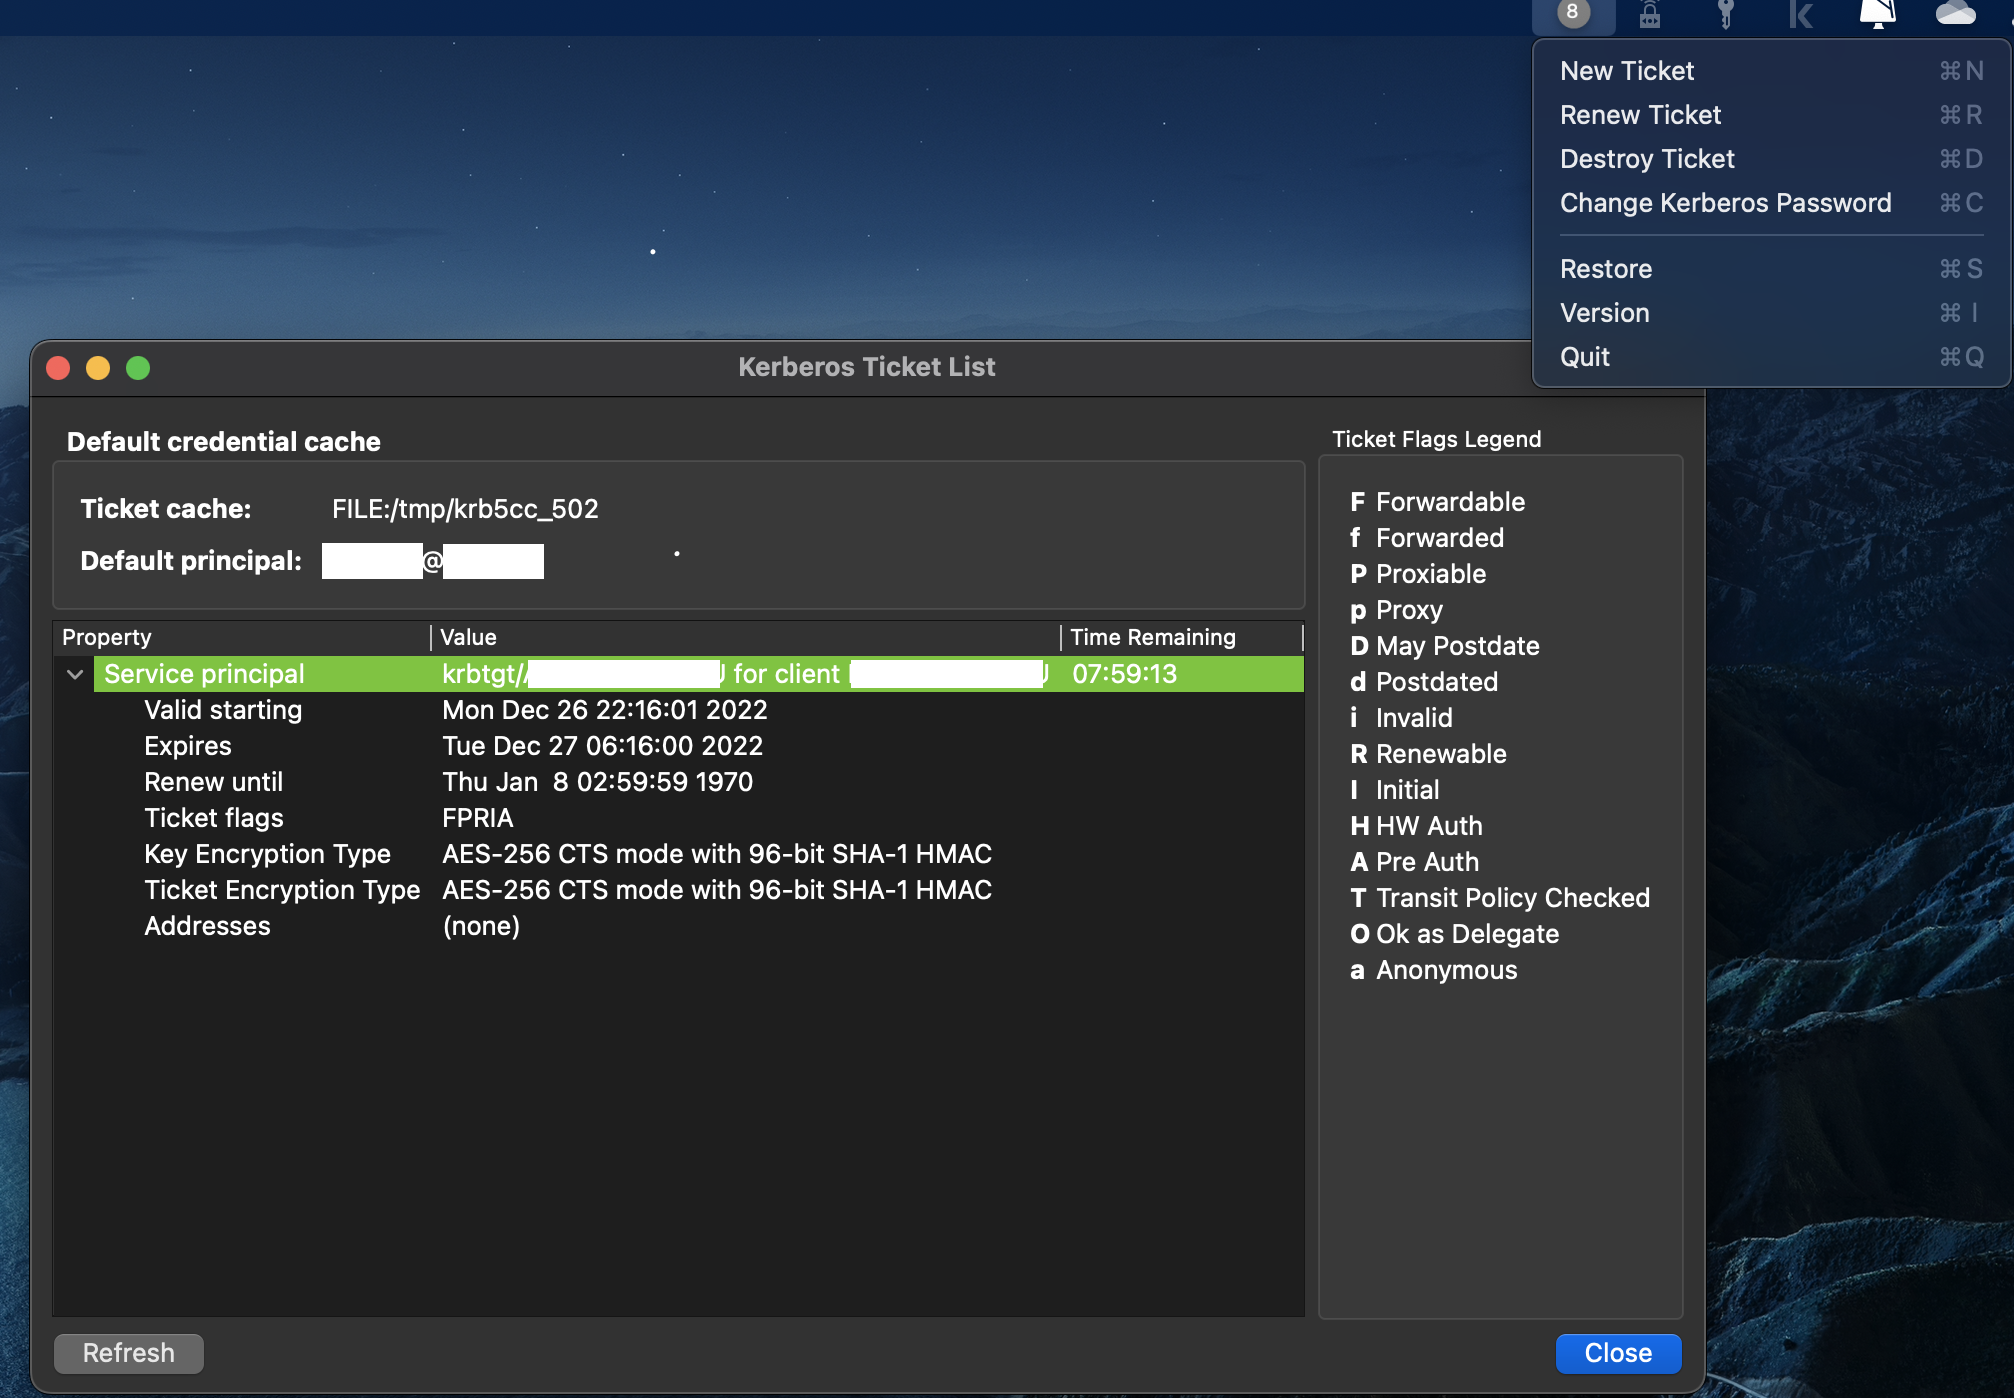 8
New Ticket ⌘ N
Renew Ticket ⌘ R
Destroy Ticket ⌘ D
Change Kerberos Password ⌘ C
Restore ⌘ S
Version ⌘ I
Quit ⌘ Q
Kerberos Ticket List
Default credential cache
Ticket cache: FILE:/tmp/krb5cc_502
Default principal: @
Property Value Time Remaining
Service principal krbtgt/ for client 07:59:13
Valid starting Mon Dec 26 22:16:01 2022
Expires Tue Dec 27 06:16:00 2022
Renew until Thu Jan  8 02:59:59 1970
Ticket flags FPRIA
Key Encryption Type AES-256 CTS mode with 96-bit SHA-1 HMAC
Ticket Encryption Type AES-256 CTS mode with 96-bit SHA-1 HMAC
Addresses (none)
Ticket Flags Legend
F Forwardable
f Forwarded
P Proxiable
p Proxy
D May Postdate
d Postdated
i Invalid
R Renewable
I Initial
H HW Auth
A Pre Auth
T Transit Policy Checked
O Ok as Delegate
a Anonymous
Refresh
Close